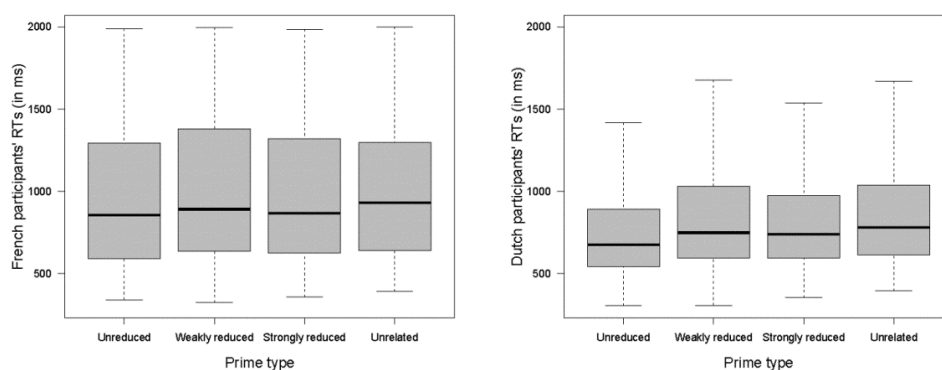 French participants' RTs (in ms)
2000
1500
1000
500
Unreduced Weakly reduced Strongly reduced Unrelated
Prime type
Dutch participants' RTs (in ms)
2000
1500
1000
500
Unreduced Weakly reduced Strongly reduced Unrelated
Prime type